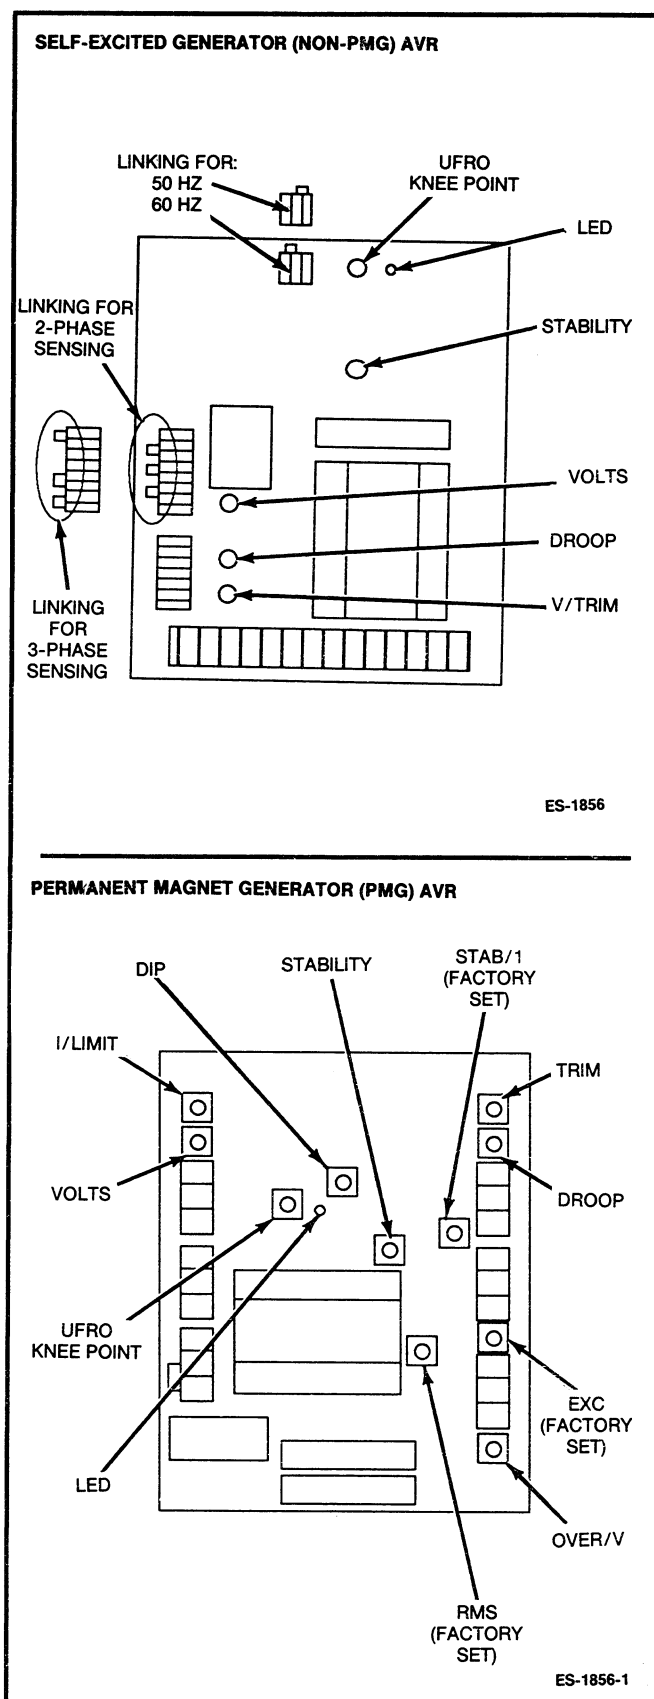 SELF-EXCITED GENERATOR (NON-PMG) AVR
LINKING FOR:
50 HZ
60 HZ
UFRO
KNEE POINT
LED
LINKING FOR
2-PHASE
SENSING
STABILITY
VOLTS
DROOP
V/TRIM
LINKING
FOR
3-PHASE
SENSING
ES-1856
PERMANENT MAGNET GENERATOR (PMG) AVR
DIP
STABILITY
STAB/1
(FACTORY
SET)
I/LIMIT
TRIM
VOLTS
DROOP
UFRO
KNEE POINT
EXC
(FACTORY
SET)
LED
OVER/V
RMS
(FACTORY
SET)
ES-1856-1